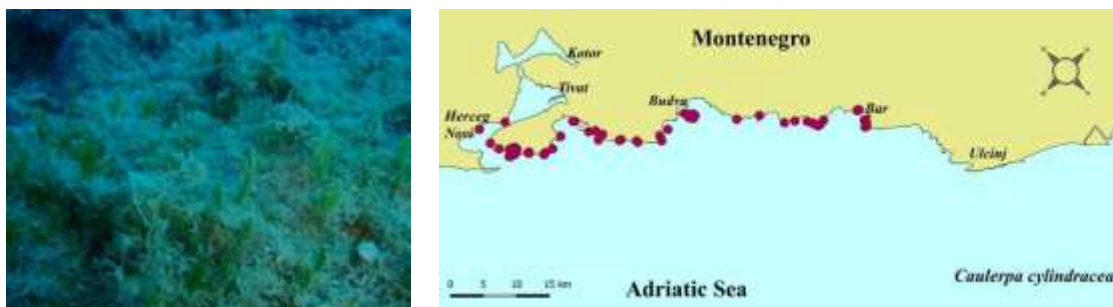 Montenegro
Kotor
Tivat
Herceg
Novi
Budva
Bar
Ulcinj
0 5 10 15 km
Adriatic Sea
Caulerpa cylindracea